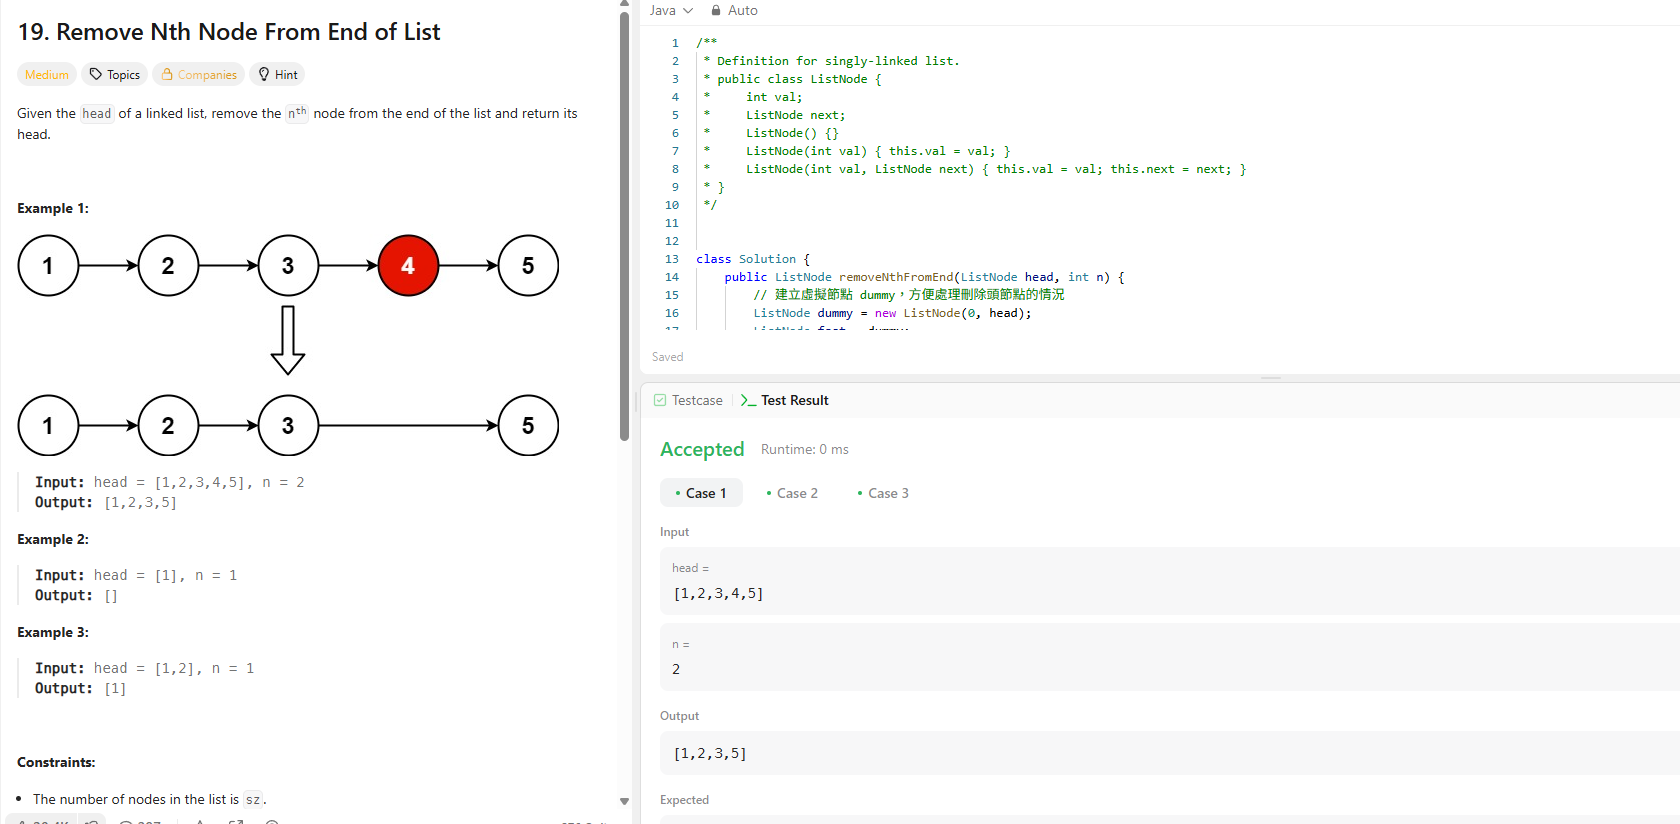 19. Remove Nth Node From End of List
Medium
Topics
Companies
Hint
Given the head of a linked list, remove the nth node from the end of the list and return its
head.
Example 1:
1 2 3 4 5
1 2 3 5
Input: head = [1,2,3,4,5], n = 2
Output: [1,2,3,5]
Example 2:
Input: head = [1], n = 1
Output: []
Example 3:
Input: head = [1,2], n = 1
Output: [1]
Constraints:
The number of nodes in the list is sz.
Java
Auto
1 /**
2 * Definition for singly-linked list.
3 * public class ListNode {
4 * int val;
5 * ListNode next;
6 * ListNode() {}
7 * ListNode(int val) { this.val = val; }
8 * ListNode(int val, ListNode next) { this.val = val; this.next = next; }
9 * }
10 */
11
12
13 class Solution {
14 public ListNode removeNthFromEnd(ListNode head, int n) {
15 // 建立虛擬節點 dummy，方便處理刪除頭節點的情況
16 ListNode dummy = new ListNode(0, head);
Saved
Testcase
Test Result
Accepted
Runtime: 0 ms
Case 1
Case 2
Case 3
Input
head =
[1,2,3,4,5]
n =
2
Output
[1,2,3,5]
Expected